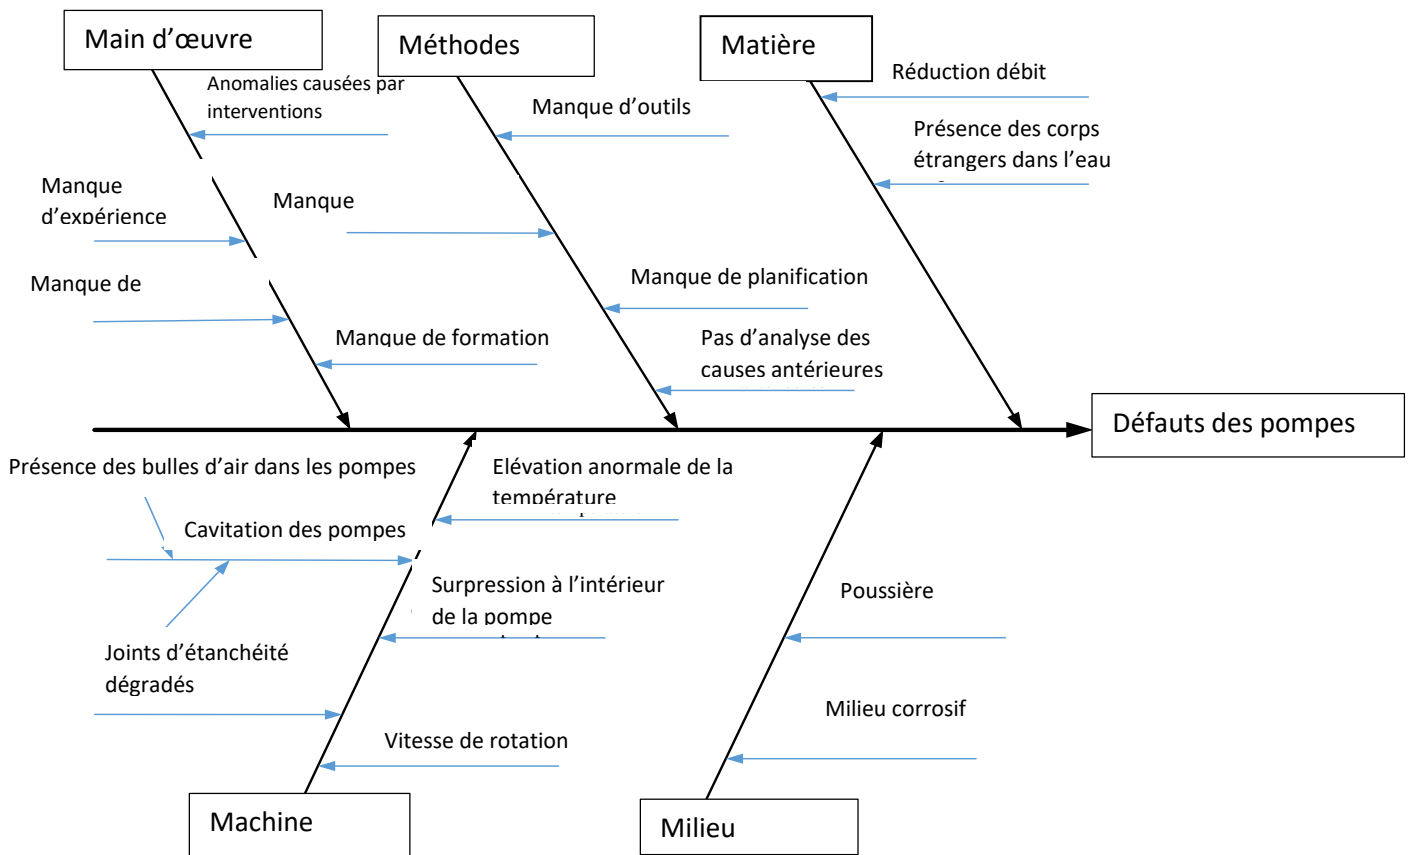 Main d’œuvre
Méthodes
Matière
Anomalies causées par
interventions
Manque d’outils
Réduction débit
Présence des corps
étrangers dans l’eau
Manque
d’expérience
Manque
Manque de
Manque de planification
Manque de formation
Pas d’analyse des
causes antérieures
Défauts des pompes
Présence des bulles d’air dans les pompes
Elévation anormale de la
température
Cavitation des pompes
Surpression à l’intérieur
de la pompe
Poussière
Joints d’étanchéité
dégradés
Milieu corrosif
Vitesse de rotation
Machine
Milieu